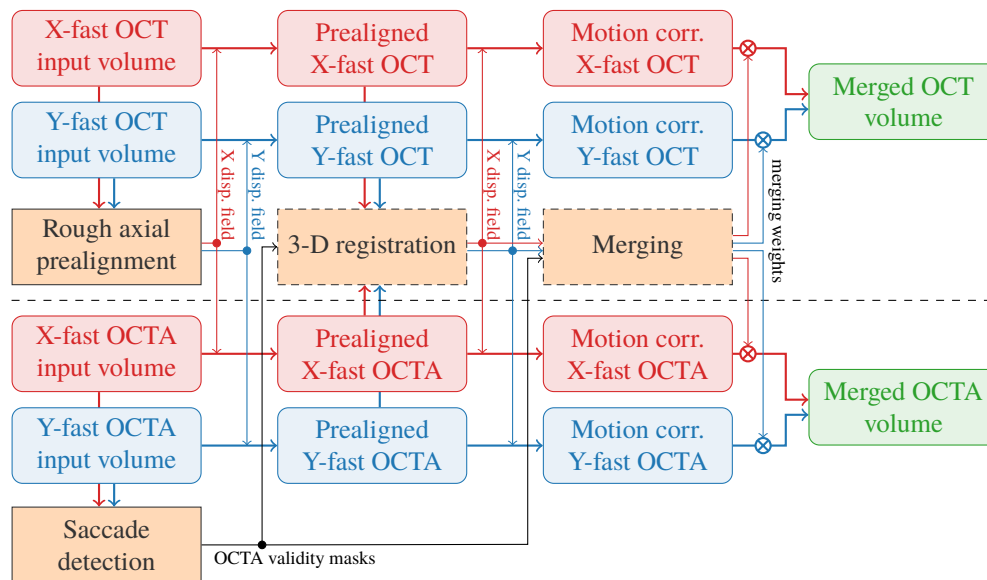 X-fast OCT
input volume
Prealigned
X-fast OCT
Motion corr.
X-fast OCT
Merged OCT
volume
Y-fast OCT
input volume
Prealigned
Y-fast OCT
Motion corr.
Y-fast OCT
X disp. field
Y disp. field
X disp. field
Y disp. field
merging weights
Rough axial
prealignment
3-D registration
Merging
X-fast OCTA
input volume
Prealigned
X-fast OCTA
Motion corr.
X-fast OCTA
Merged OCTA
volume
Y-fast OCTA
input volume
Prealigned
Y-fast OCTA
Motion corr.
Y-fast OCTA
Saccade
detection
OCTA validity masks